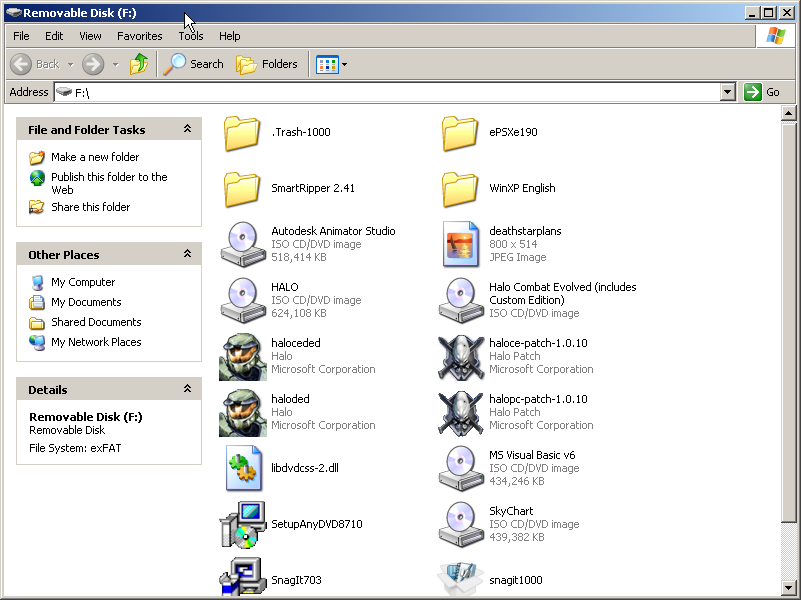 Removable Disk (F:)
File Edit View Favorites Tools Help
Back Search Folders
Address F:\ Go
File and Folder Tasks
Make a new folder
Publish this folder to the
Web
Share this folder
Other Places
My Computer
My Documents
Shared Documents
My Network Places
Details
Removable Disk (F:)
Removable Disk
File System: exFAT
.Trash-1000
ePSXe190
SmartRipper 2.41
WinXP English
Autodesk Animator Studio
ISO CD/DVD image
518,414 KB
deathstarplans
800 x 514
JPEG Image
HALO
ISO CD/DVD image
624,108 KB
Halo Combat Evolved (includes
Custom Edition)
ISO CD/DVD image
haloceded
Halo
Microsoft Corporation
haloce-patch-1.0.10
Halo Patch
Microsoft Corporation
haloded
Halo
Microsoft Corporation
halopc-patch-1.0.10
Halo Patch
Microsoft Corporation
libdvdcss-2.dll
MS Visual Basic v6
ISO CD/DVD image
434,246 KB
SetupAnyDVD8710
SkyChart
ISO CD/DVD image
439,382 KB
SnagIt703
snagit1000